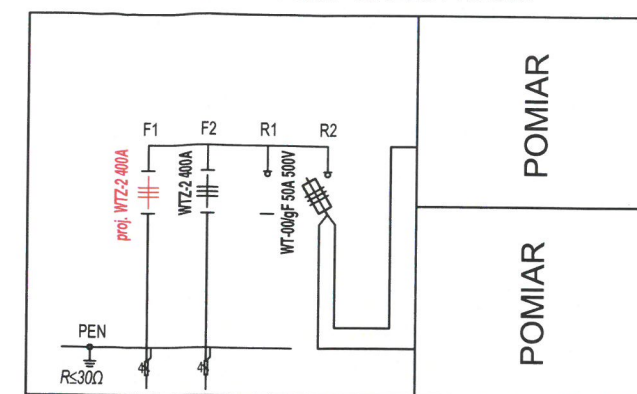 F1
F2
R1
R2
proj. WTZ-2 400A
WTZ-2 400A
WT-00/gF 50A 500V
POMIAR
POMIAR
PEN
R≤30Ω
4
4